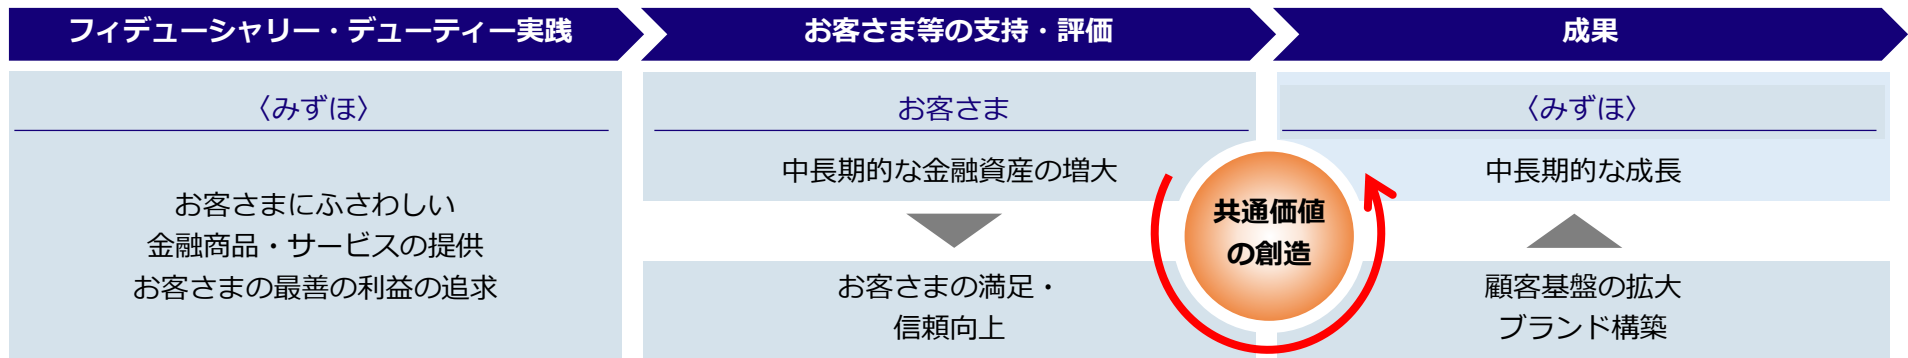 フィデューシャリー・デューティー実践
お客さま等の支持・評価
成果
〈みずほ〉
お客さまにふさわしい
金融商品・サービスの提供
お客さまの最善の利益の追求
お客さま
中長期的な金融資産の増大
お客さまの満足・
信頼向上
共通価値
の創造
〈みずほ〉
中長期的な成長
顧客基盤の拡大
ブランド構築